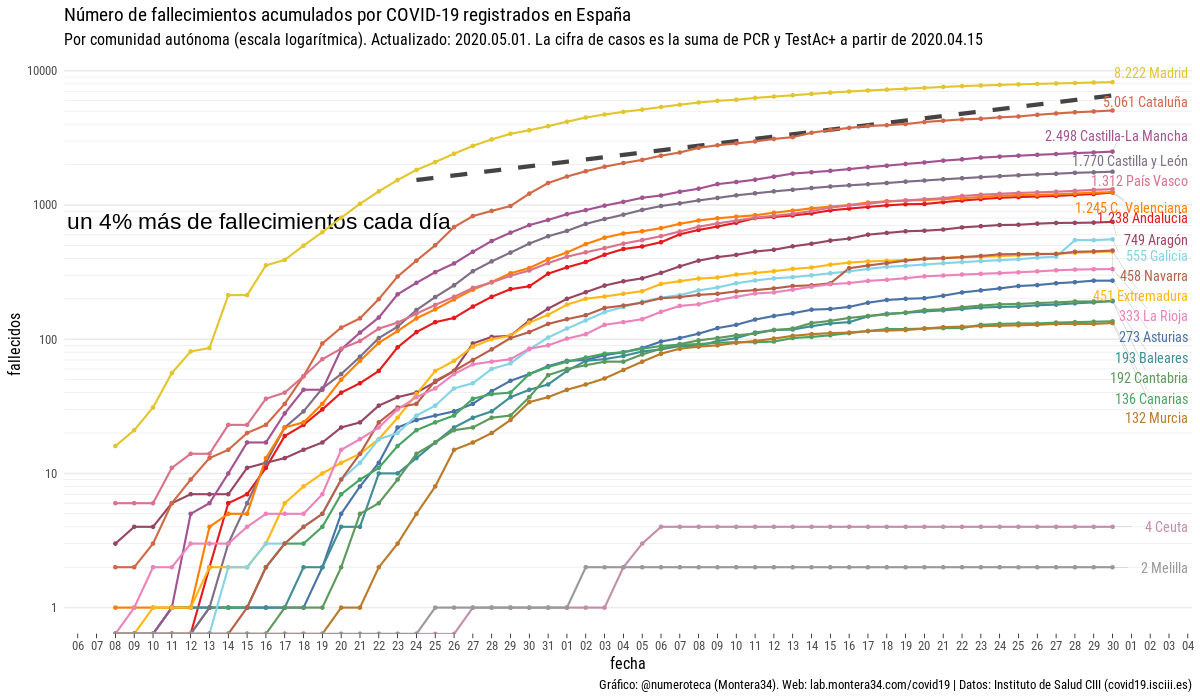 Número de fallecimientos acumulados por COVID-19 registrados en España
Por comunidad autónoma (escala logarítmica). Actualizado: 2020.05.01. La cifra de casos es la suma de PCR y TestAc+ a partir de 2020.04.15
10000
1000
100
10
1
fallecidos
un 4% más de fallecimientos cada día
8.222 Madrid
5.061 Cataluña
2.498 Castilla-La Mancha
1.770 Castilla y León
1.312 País Vasco
1.245 C. Valenciana
1.238 Andalucía
749 Aragón
555 Galicia
458 Navarra
451 Extremadura
333 La Rioja
273 Asturias
193 Baleares
192 Cantabria
136 Canarias
132 Murcia
4 Ceuta
2 Melilla
06 07 08 09 10 11 12 13 14 15 16 17 18 19 20 21 22 23 24 25 26 27 28 29 30 31 01 02 03 04 05 06 07 08 09 10 11 12 13 14 15 16 17 18 19 20 21 22 23 24 25 26 27 28 29 30 01 02 03 04
fecha
Gráfico: @numeroteca (Montera34). Web: lab.montera34.com/covid19 | Datos: Instituto de Salud CIII (covid19.isciii.es)